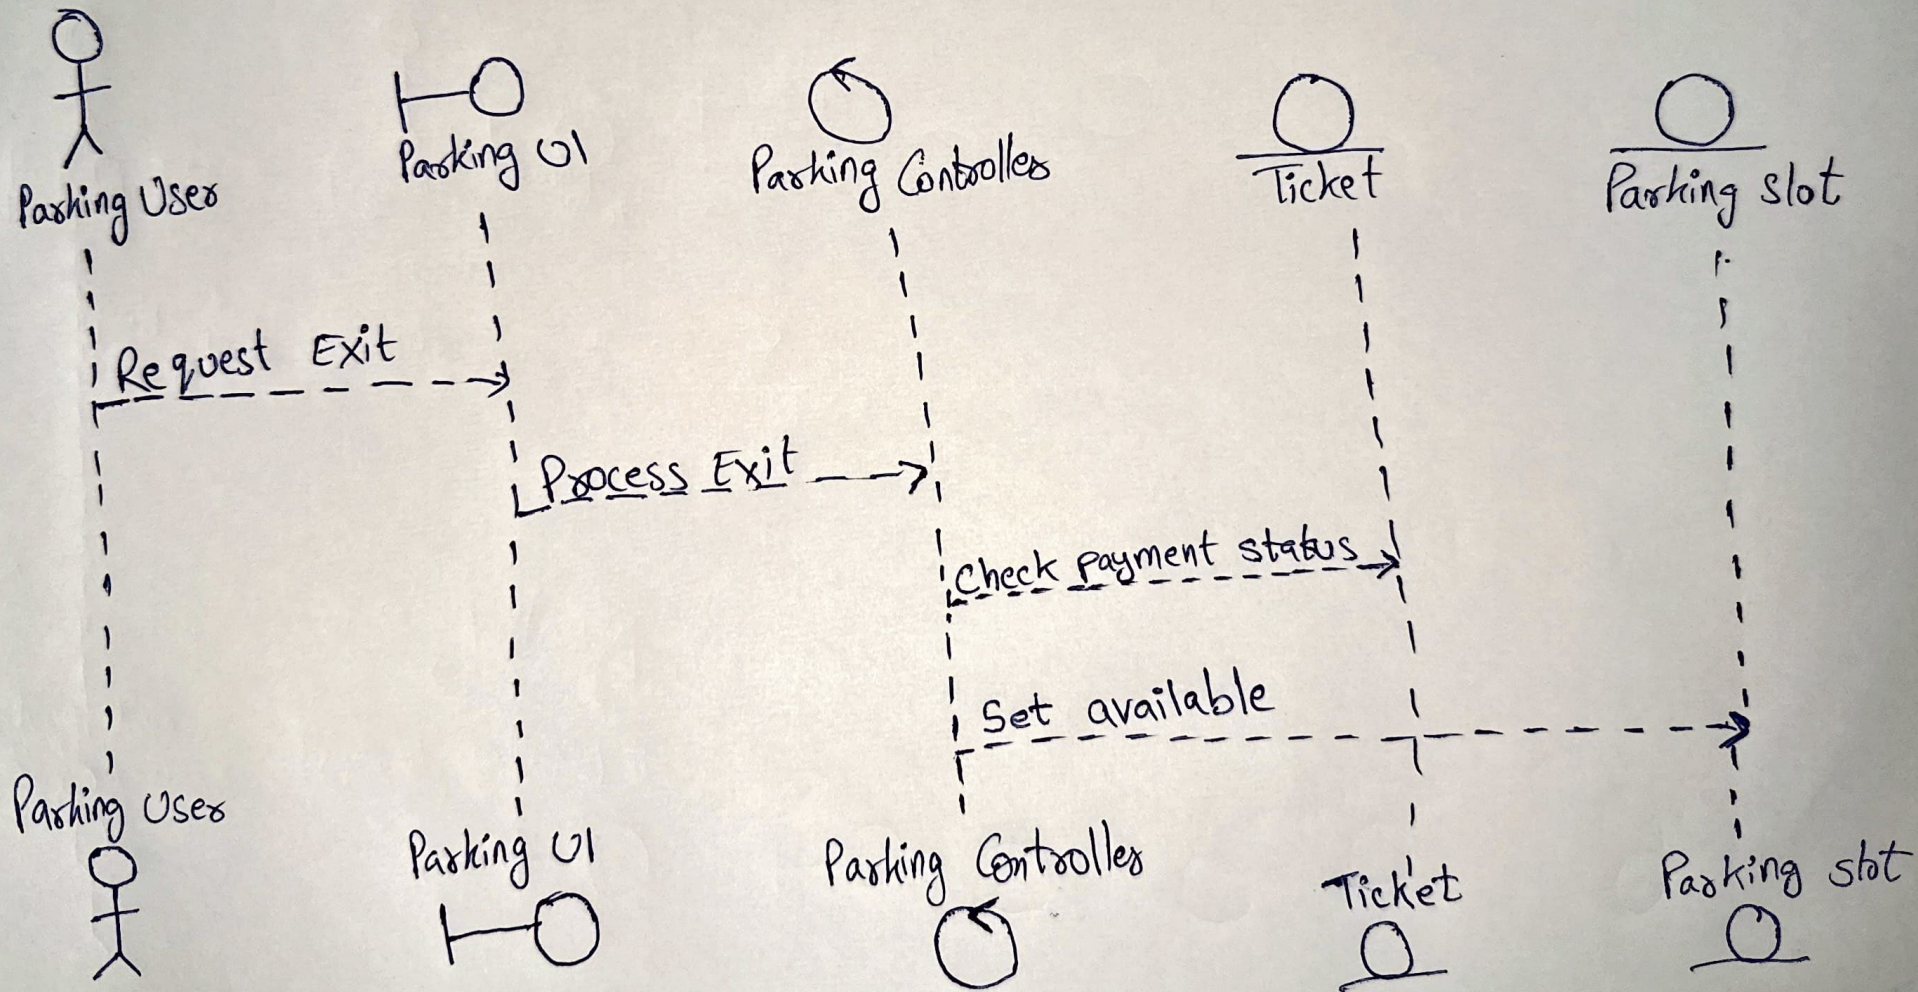 Parking User
Parking UI
Parking Controller
Ticket
Parking slot
Request Exit
Process Exit
Check payment status
Set available
Parking User
Parking UI
Parking Controller
Ticket
Parking slot